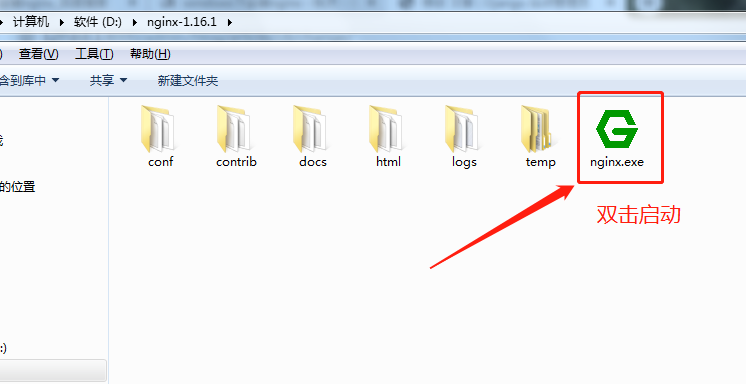 计算机 ▸ 软件 (D:) ▸ nginx-1.16.1 ▸
查看(V) 工具(T) 帮助(H)
含到库中 共享 新建文件夹
conf contrib docs html logs temp nginx.exe
的位置
双击启动
:)